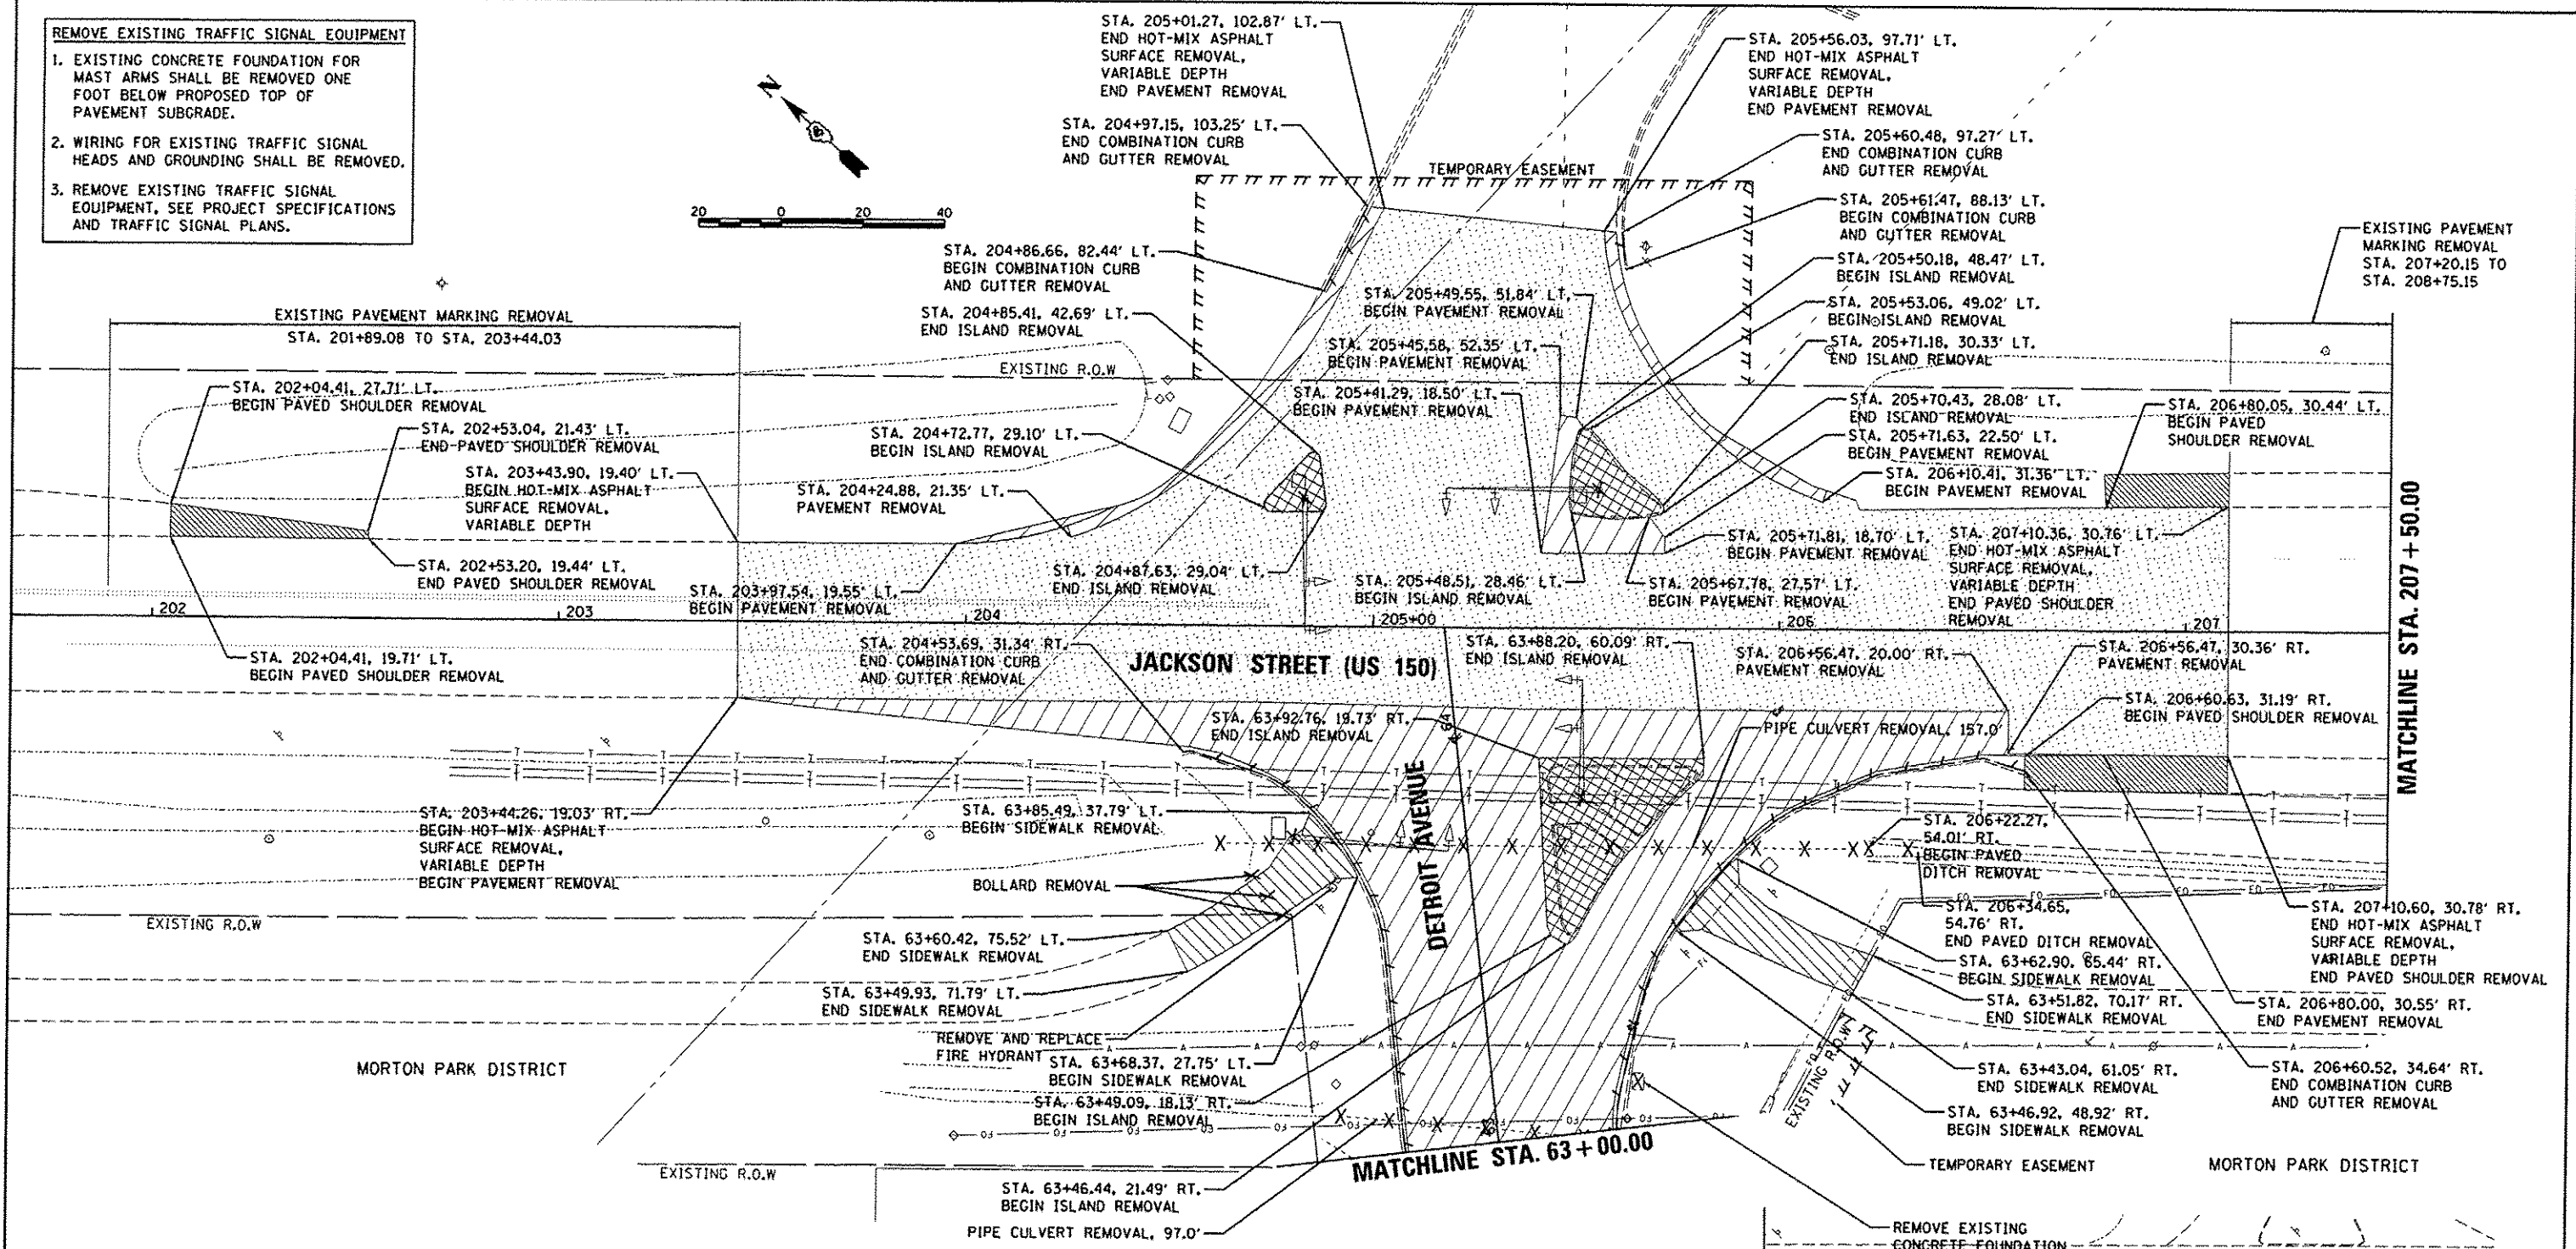 REMOVE EXISTING TRAFFIC SIGNAL EQUIPMENT
1. EXISTING CONCRETE FOUNDATION FOR
MAST ARMS SHALL BE REMOVED ONE
FOOT BELOW PROPOSED TOP OF
PAVEMENT SUBGRADE.
2. WIRING FOR EXISTING TRAFFIC SIGNAL
HEADS AND GROUNDING SHALL BE REMOVED.
3. REMOVE EXISTING TRAFFIC SIGNAL
EQUIPMENT, SEE PROJECT SPECIFICATIONS
AND TRAFFIC SIGNAL PLANS.
N
20 0 20 40
STA. 205+01.27, 102.87' LT.
END HOT-MIX ASPHALT
SURFACE REMOVAL,
VARIABLE DEPTH
END PAVEMENT REMOVAL
STA. 204+97.15, 103.25' LT.
END COMBINATION CURB
AND GUTTER REMOVAL
STA. 204+86.66, 82.44' LT.
BEGIN COMBINATION CURB
AND GUTTER REMOVAL
STA. 204+85.41, 42.69' LT.
END ISLAND REMOVAL
STA. 204+72.77, 29.10' LT.
BEGIN ISLAND REMOVAL
STA. 204+24.88, 21.35' LT.
PAVEMENT REMOVAL
TEMPORARY EASEMENT
STA. 205+56.03, 97.71' LT.
END HOT-MIX ASPHALT
SURFACE REMOVAL,
VARIABLE DEPTH
END PAVEMENT REMOVAL
STA. 205+60.48, 97.27' LT.
END COMBINATION CURB
AND GUTTER REMOVAL
STA. 205+61.47, 88.13' LT.
BEGIN COMBINATION CURB
AND GUTTER REMOVAL
STA. 205+50.18, 48.47' LT.
BEGIN ISLAND REMOVAL
STA. 205+53.06, 49.02' LT.
BEGIN ISLAND REMOVAL
STA. 205+71.18, 30.33' LT.
END ISLAND REMOVAL
STA. 205+70.43, 28.08' LT.
END ISLAND REMOVAL
STA. 205+71.63, 22.50' LT.
BEGIN PAVEMENT REMOVAL
STA. 206+10.41, 31.36' LT.
BEGIN PAVEMENT REMOVAL
STA. 205+49.55, 51.84' LT.
BEGIN PAVEMENT REMOVAL
STA. 205+45.58, 52.35' LT.
BEGIN PAVEMENT REMOVAL
STA. 205+41.29, 18.50' LT.
BEGIN PAVEMENT REMOVAL
EXISTING PAVEMENT
MARKING REMOVAL
STA. 207+20.15 TO
STA. 208+75.15
STA. 206+80.05, 30.44' LT.
BEGIN PAVED
SHOULDER REMOVAL
EXISTING PAVEMENT MARKING REMOVAL
STA. 201+89.08 TO STA. 203+44.03
EXISTING R.O.W
STA. 202+04.41, 27.71' LT.
BEGIN PAVED SHOULDER REMOVAL
STA. 202+53.04, 21.43' LT.
END PAVED SHOULDER REMOVAL
STA. 203+43.90, 19.40' LT.
BEGIN HOT-MIX ASPHALT
SURFACE REMOVAL,
VARIABLE DEPTH
STA. 202+53.20, 19.44' LT.
END PAVED SHOULDER REMOVAL
STA. 203+97.54, 19.55' LT.
BEGIN PAVEMENT REMOVAL
STA. 204+87.63, 29.04' LT.
END ISLAND REMOVAL
STA. 205+48.51, 28.46' LT.
BEGIN ISLAND REMOVAL
STA. 205+71.81, 18.70' LT.
BEGIN PAVEMENT REMOVAL
STA. 205+67.78, 27.57' LT.
BEGIN PAVEMENT REMOVAL
STA. 207+10.36, 30.76' LT.
END HOT-MIX ASPHALT
SURFACE REMOVAL,
VARIABLE DEPTH
END PAVED SHOULDER
REMOVAL
202 203 204 205+00 206 207
MATCHLINE STA. 207+50.00
STA. 202+04.41, 19.71' LT.
BEGIN PAVED SHOULDER REMOVAL
STA. 204+53.69, 31.34' RT.
END COMBINATION CURB
AND GUTTER REMOVAL
JACKSON STREET (US 150)
STA. 63+88.20, 60.09' RT.
END ISLAND REMOVAL
STA. 206+56.47, 20.00' RT.
PAVEMENT REMOVAL
STA. 206+56.47, 30.36' RT.
PAVEMENT REMOVAL
STA. 206+60.63, 31.19' RT.
BEGIN PAVED SHOULDER REMOVAL
STA. 63+92.76, 19.73' RT.
END ISLAND REMOVAL
64
PIPE CULVERT REMOVAL, 157.0'
DETROIT AVENUE
STA. 203+44.26, 19.03' RT.
BEGIN HOT-MIX ASPHALT
SURFACE REMOVAL,
VARIABLE DEPTH
BEGIN PAVEMENT REMOVAL
STA. 63+85.49, 37.79' LT.
BEGIN SIDEWALK REMOVAL
BOLLARD REMOVAL
EXISTING R.O.W
STA. 63+60.42, 75.52' LT.
END SIDEWALK REMOVAL
STA. 63+49.93, 71.79' LT.
END SIDEWALK REMOVAL
REMOVE AND REPLACE
FIRE HYDRANT
STA. 63+68.37, 27.75' LT.
BEGIN SIDEWALK REMOVAL
STA. 63+49.09, 18.13' RT.
BEGIN ISLAND REMOVAL
MORTON PARK DISTRICT
EXISTING R.O.W
STA. 63+46.44, 21.49' RT.
BEGIN ISLAND REMOVAL
PIPE CULVERT REMOVAL, 97.0'
MATCHLINE STA. 63+00.00
STA. 206+22.27,
54.01' RT.
BEGIN PAVED
DITCH REMOVAL
STA. 206+34.65,
54.76' RT.
END PAVED DITCH REMOVAL
STA. 63+62.90, 65.44' RT.
BEGIN SIDEWALK REMOVAL
STA. 63+51.82, 70.17' RT.
END SIDEWALK REMOVAL
STA. 63+43.04, 61.05' RT.
END SIDEWALK REMOVAL
STA. 63+46.92, 48.92' RT.
BEGIN SIDEWALK REMOVAL
STA. 207+10.60, 30.78' RT.
END HOT-MIX ASPHALT
SURFACE REMOVAL,
VARIABLE DEPTH
END PAVED SHOULDER REMOVAL
STA. 206+80.00, 30.55' RT.
END PAVEMENT REMOVAL
STA. 206+60.52, 34.64' RT.
END COMBINATION CURB
AND GUTTER REMOVAL
EXISTING R.O.W
TEMPORARY EASEMENT
MORTON PARK DISTRICT
REMOVE EXISTING
CONCRETE FOUNDATION